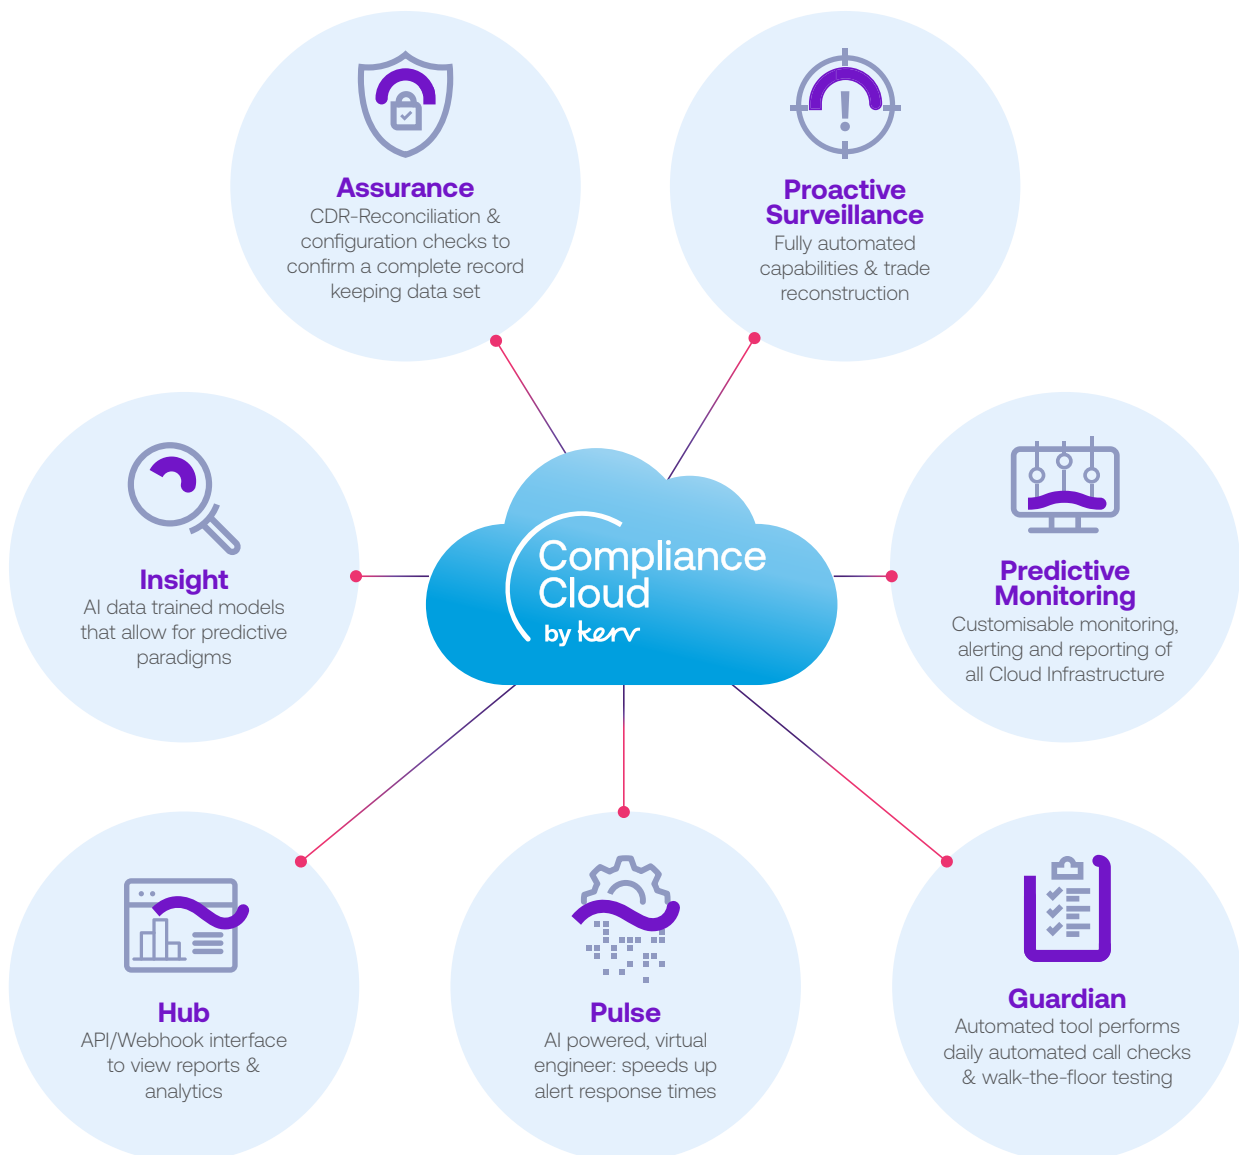 Assurance
CDR-Reconciliation &
configuration checks to
confirm a complete record
keeping data set
Proactive
Surveillance
Fully automated
capabilities & trade
reconstruction
Insight
AI data trained models
that allow for predictive
paradigms
Compliance
Cloud
by kerv
Predictive
Monitoring
Customisable monitoring,
alerting and reporting of
all Cloud Infrastructure
Hub
API/Webhook interface
to view reports &
analytics
Pulse
AI powered, virtual
engineer: speeds up
alert response times
Guardian
Automated tool performs
daily automated call checks
& walk-the-floor testing